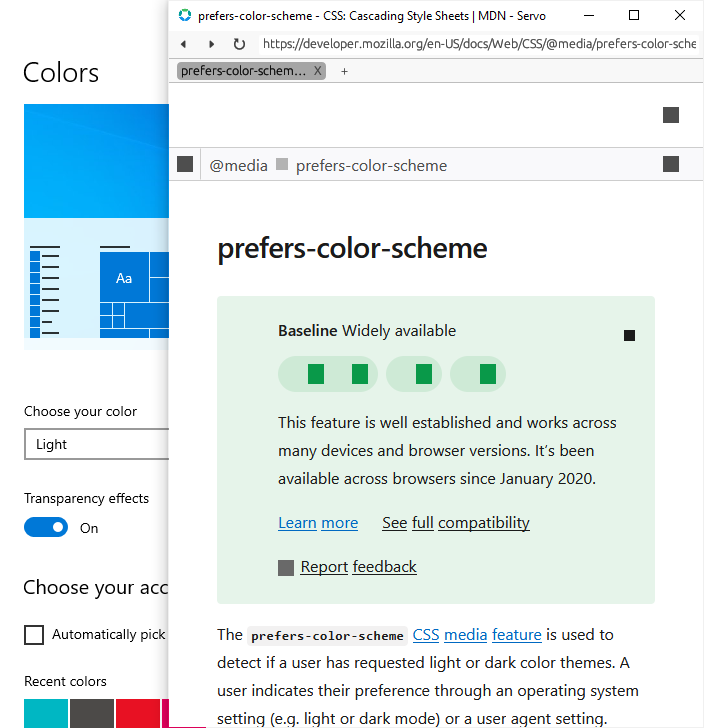 prefers-color-scheme - CSS: Cascading Style Sheets | MDN - Servo
https://developer.mozilla.org/en-US/docs/Web/CSS/@media/prefers-color-sche
prefers-color-schem… X +
@media prefers-color-scheme
prefers-color-scheme
Baseline Widely available
This feature is well established and works across
many devices and browser versions. It’s been
available across browsers since January 2020.
Learn more See full compatibility
Report feedback
The prefers-color-scheme CSS media feature is used to
detect if a user has requested light or dark color themes. A
user indicates their preference through an operating system
setting (e.g. light or dark mode) or a user agent setting.
Colors
Aa
Choose your color
Light
Transparency effects
On
Choose your acc
Automatically pick
Recent colors